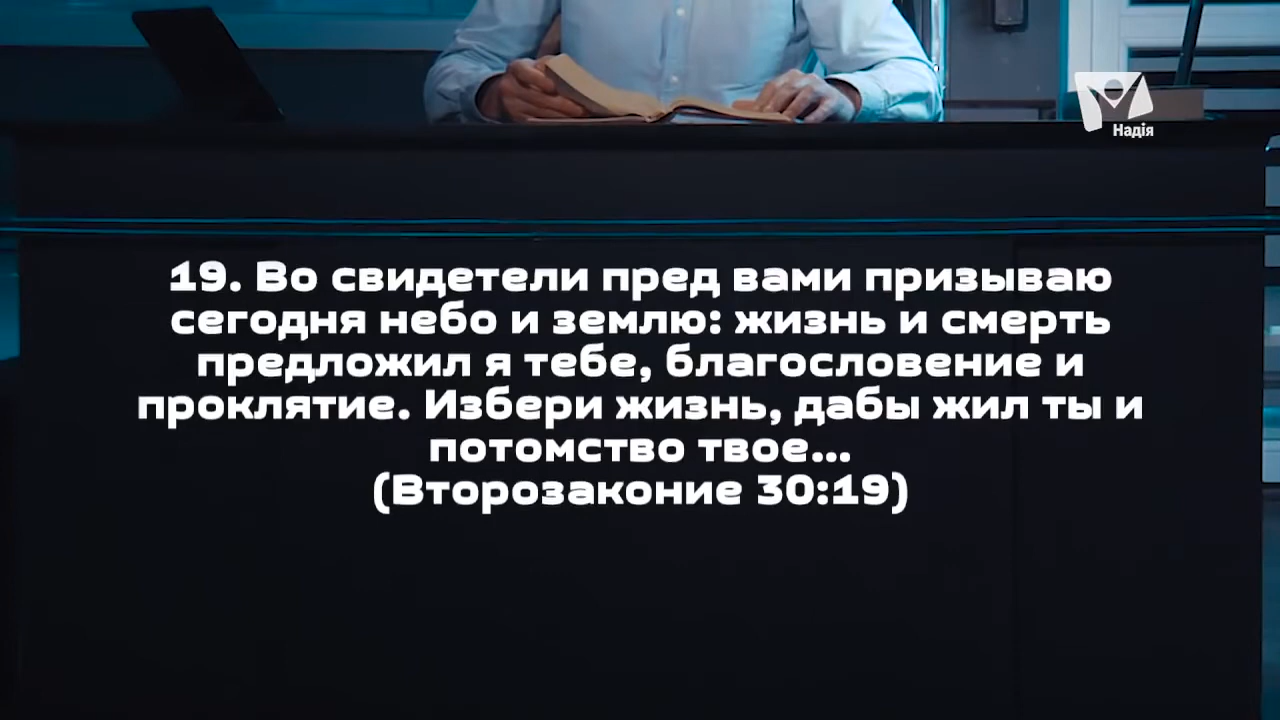 Надія
19. Во свидетели пред вами призываю
сегодня небо и землю: жизнь и смерть
предложил я тебе, благословение и
проклятие. Избери жизнь, дабы жил ты и
потомство твое...
(Второзаконие 30:19)